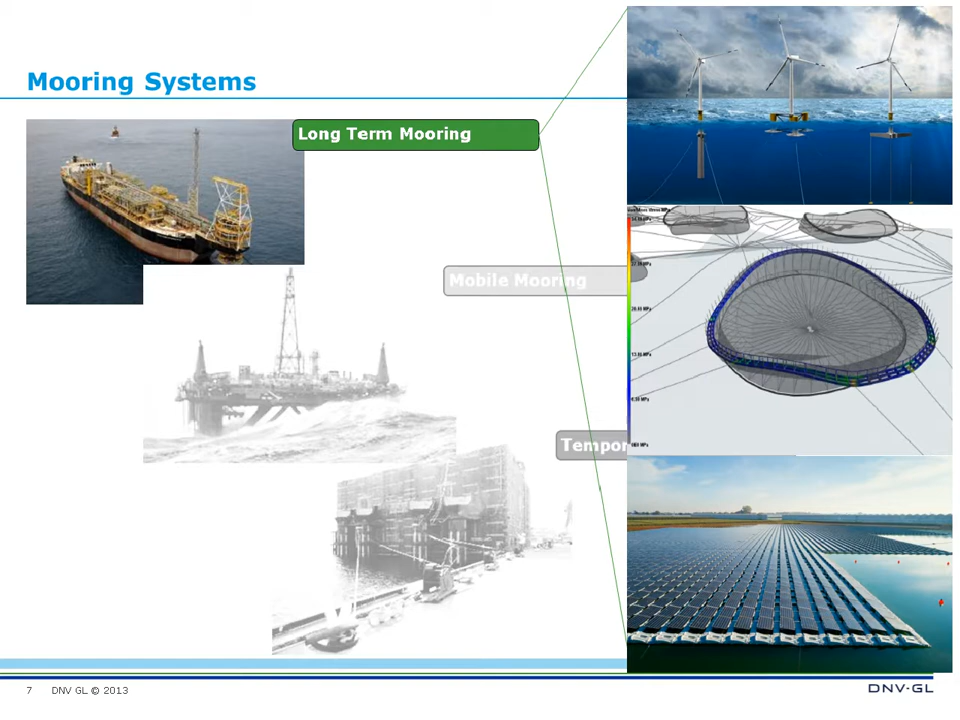 Mooring Systems
Long Term Mooring
Mobile Mooring
Tempor
7 DNV GL © 2013
DNV·GL